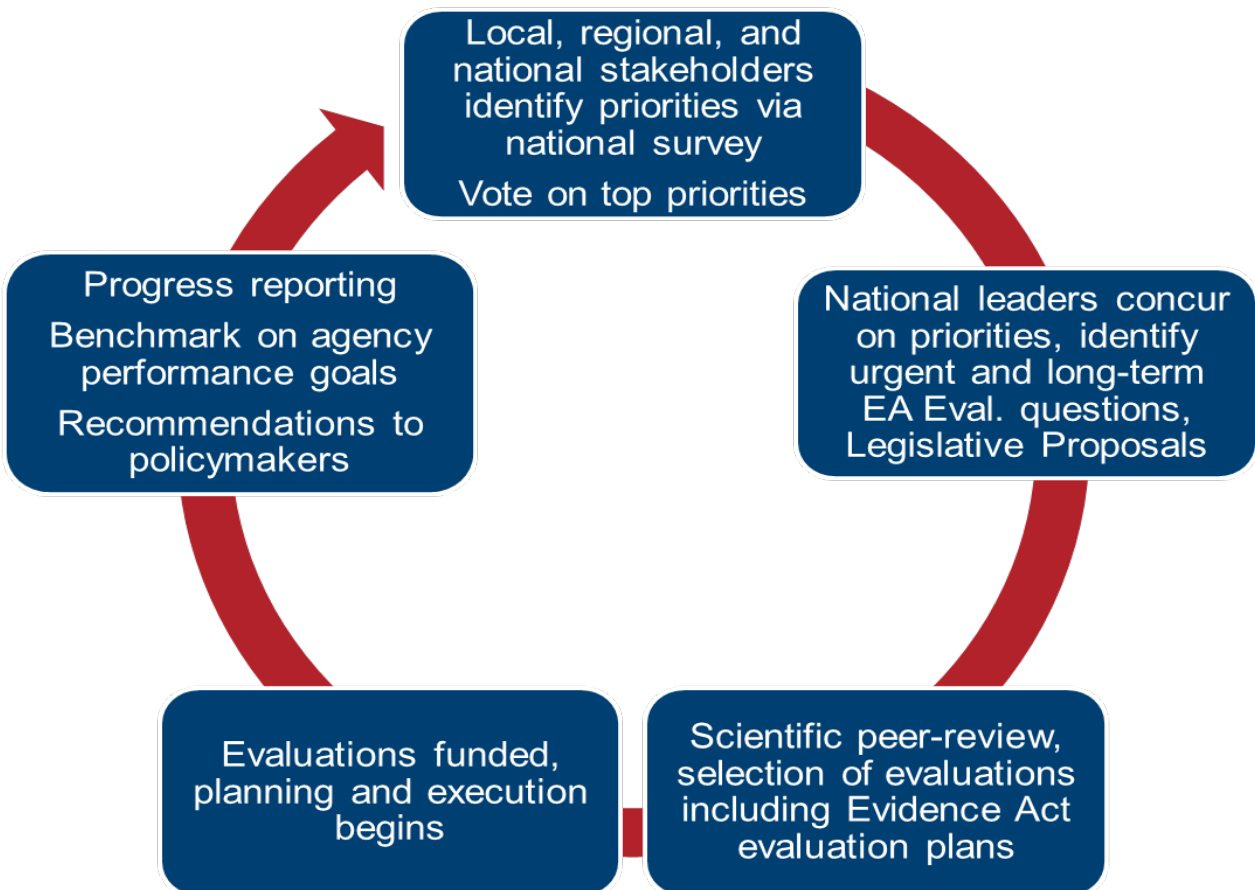 Local, regional, and
national stakeholders
identify priorities via
national survey
Vote on top priorities
National leaders concur
on priorities, identify
urgent and long-term
EA Eval. questions,
Legislative Proposals
Scientific peer-review,
selection of evaluations
including Evidence Act
evaluation plans
Evaluations funded,
planning and execution
begins
Progress reporting
Benchmark on agency
performance goals
Recommendations to
policymakers